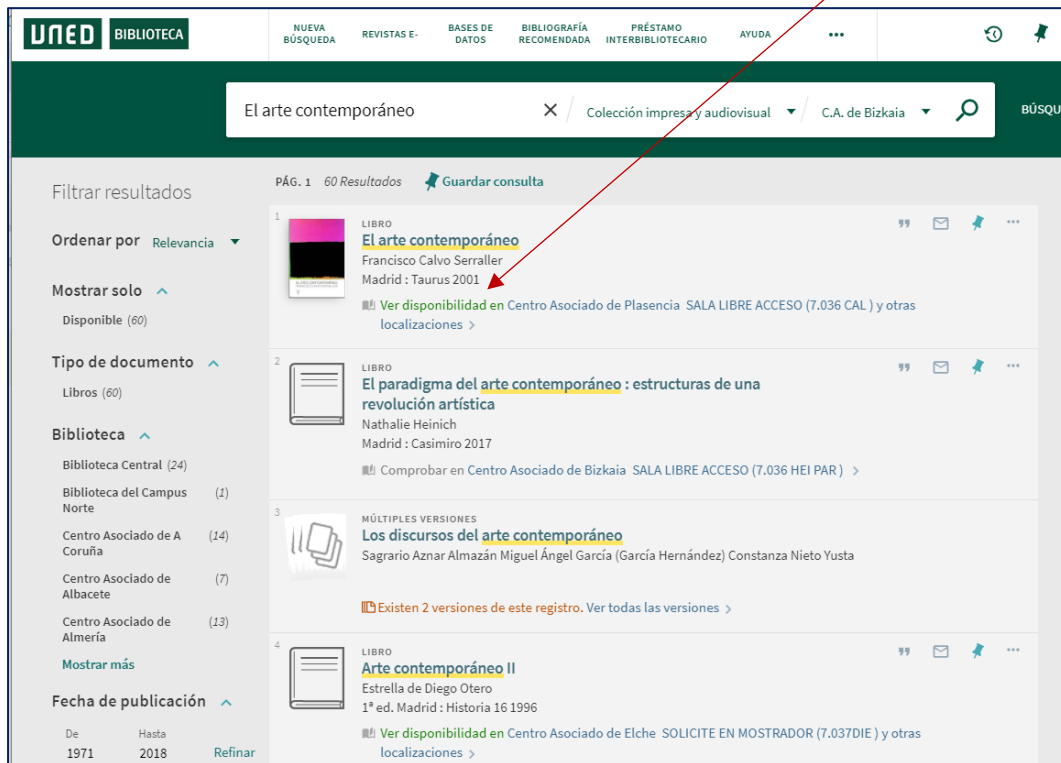 UNED BIBLIOTECA
NUEVA BÚSQUEDA
REVISTAS E-
BASES DE DATOS
BIBLIOGRAFÍA RECOMENDADA
PRÉSTAMO INTERBIBLIOTECARIO
AYUDA
El arte contemporáneo
Colección impresa y audiovisual
C.A. de Bizkaia
BÚSQU
Filtrar resultados
Ordenar por Relevancia
Mostrar solo
Disponible (60)
Tipo de documento
Libros (60)
Biblioteca
Biblioteca Central (24)
Biblioteca del Campus (1)
Norte
Centro Asociado de A (14)
Coruña
Centro Asociado de (7)
Albacete
Centro Asociado de (13)
Almería
Mostrar más
Fecha de publicación
De Hasta
1971 2018 Refinar
PÁG. 1 60 Resultados Guardar consulta
1
LIBRO
El arte contemporáneo
Francisco Calvo Serraller
Madrid : Taurus 2001
Ver disponibilidad en Centro Asociado de Plasencia SALA LIBRE ACCESO (7.036 CAL ) y otras
localizaciones >
2
LIBRO
El paradigma del arte contemporáneo : estructuras de una
revolución artística
Nathalie Heinich
Madrid : Casimiro 2017
Comprobar en Centro Asociado de Bizkaia SALA LIBRE ACCESO (7.036 HEI PAR ) >
3
MÚLTIPLES VERSIONES
Los discursos del arte contemporáneo
Sagrario Aznar Almazán Miguel Ángel García (García Hernández) Constanza Nieto Yusta
Existen 2 versiones de este registro. Ver todas las versiones >
4
LIBRO
Arte contemporáneo II
Estrella de Diego Otero
1ª ed. Madrid : Historia 16 1996
Ver disponibilidad en Centro Asociado de Elche SOLICITE EN MOSTRADOR (7.037DIE ) y otras
localizaciones >